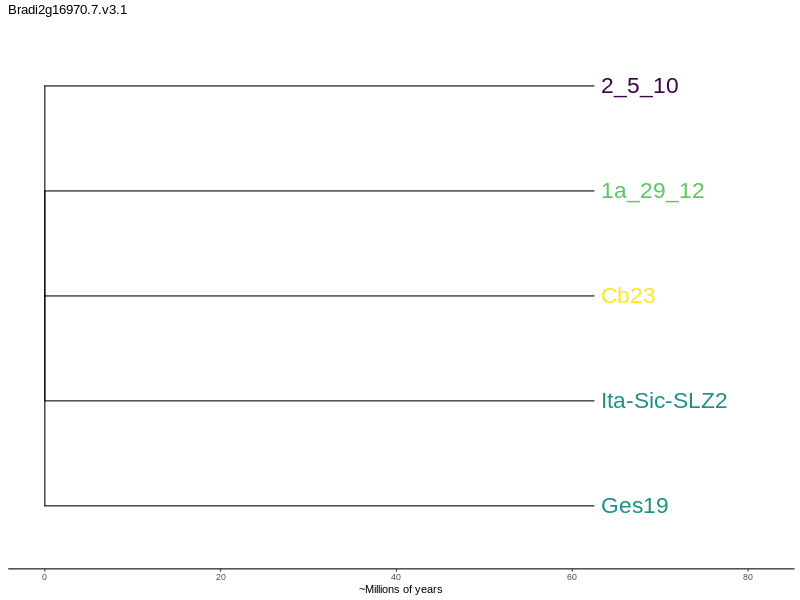 Bradi2g16970.7.v3.1
2_5_10
1a_29_12
Cb23
Ita-Sic-SLZ2
Ges19
0 20 40 60 80
~Millions of years